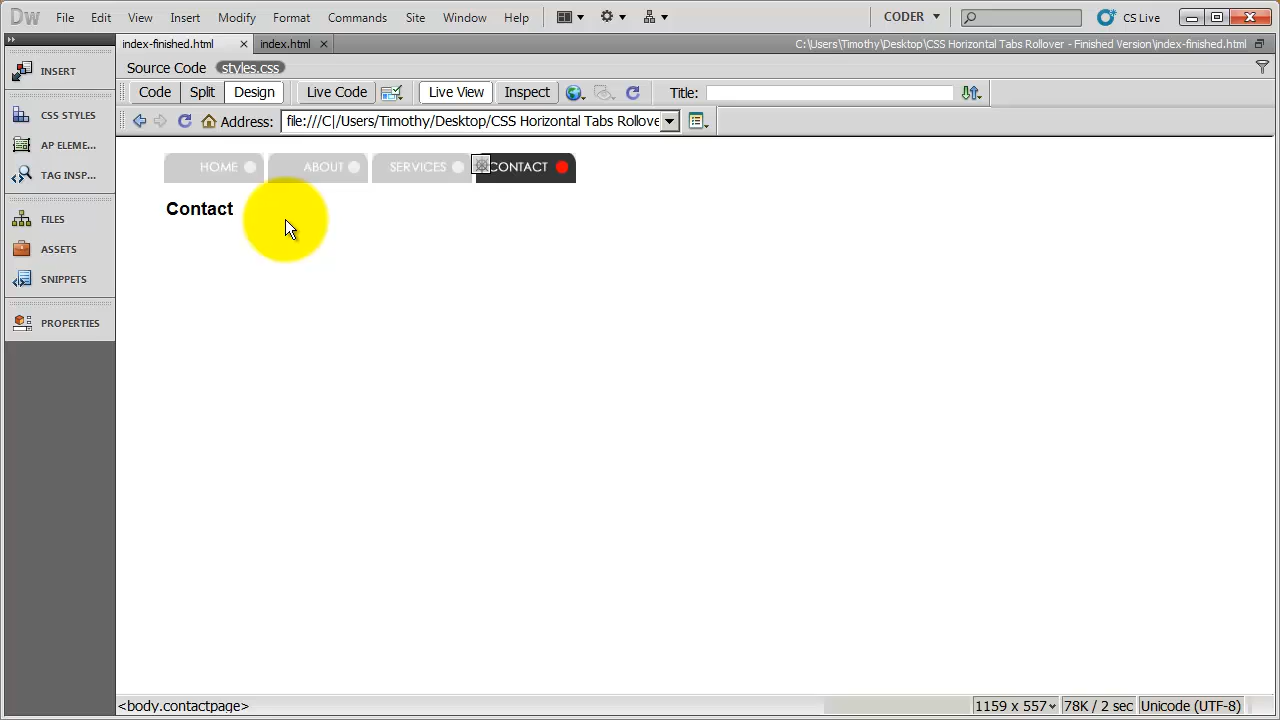 Dw File Edit View Insert Modify Format Commands Site Window Help CODER CS Live
index-finished.html index.html C:\Users\Timothy\Desktop\CSS Horizontal Tabs Rollover - Finished Version\index-finished.html
Source Code styles.css
Code Split Design Live Code Live View Inspect Title:
Address: file:///C|/Users/Timothy/Desktop/CSS Horizontal Tabs Rollove
INSERT
CSS STYLES
AP ELEME...
TAG INSP...
FILES
ASSETS
SNIPPETS
PROPERTIES
HOME ABOUT SERVICES CONTACT
Contact
<body.contactpage> 1159 x 557 78K / 2 sec Unicode (UTF-8)